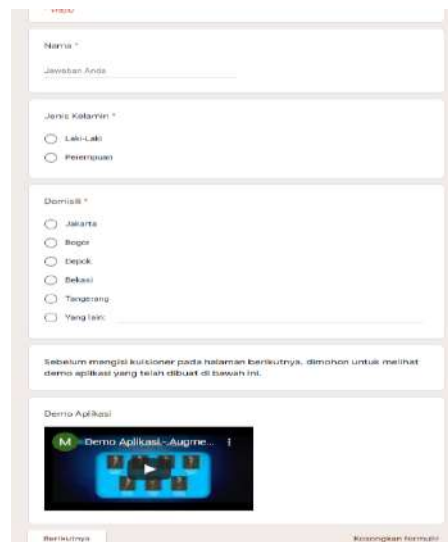 * Wajib
Nama *
Jawaban Anda
Jenis Kelamin *
Laki-Laki
Perempuan
Domisili *
Jakarta
Bogor
Depok
Bekasi
Tangerang
Yang lain:
Sebelum mengisi kuisioner pada halaman berikutnya, dimohon untuk melihat
demo aplikasi yang telah dibuat di bawah ini.
Demo Aplikasi
M Demo Aplikasi - Augme...
Berikutnya
Kosongkan formulir